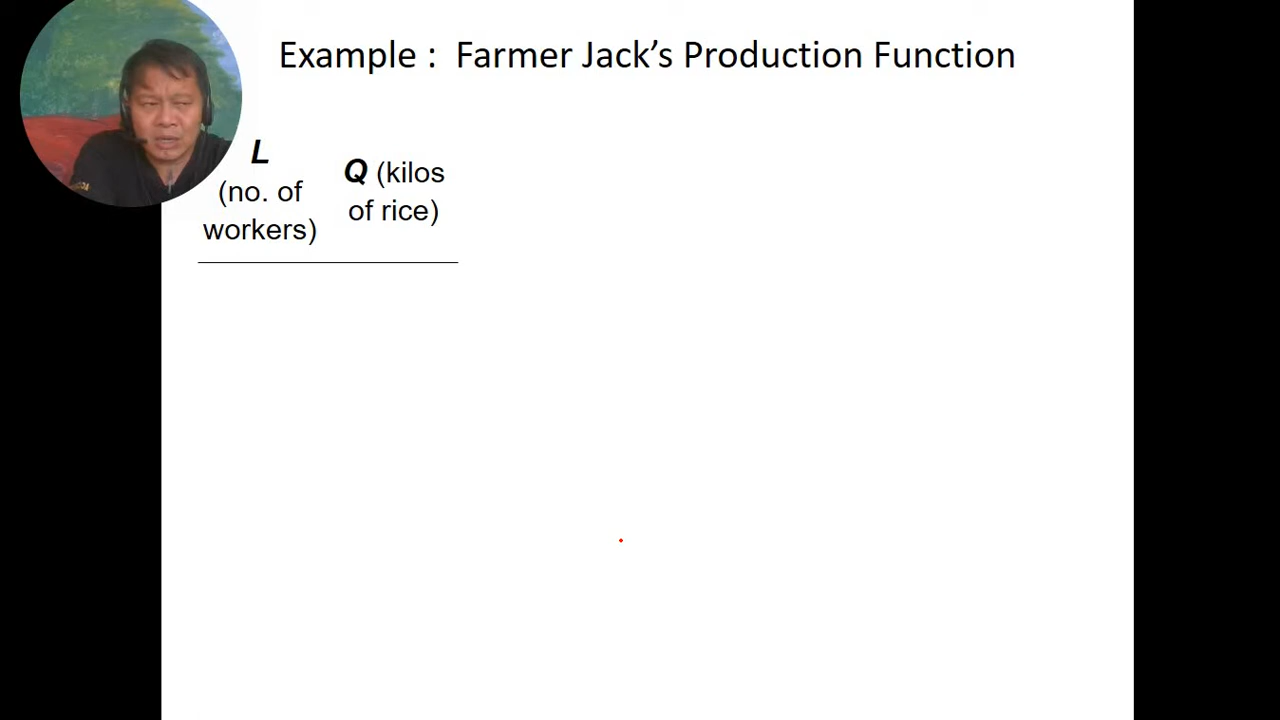 Example : Farmer Jack’s Production Function
L
(no. of
workers)
Q (kilos
of rice)